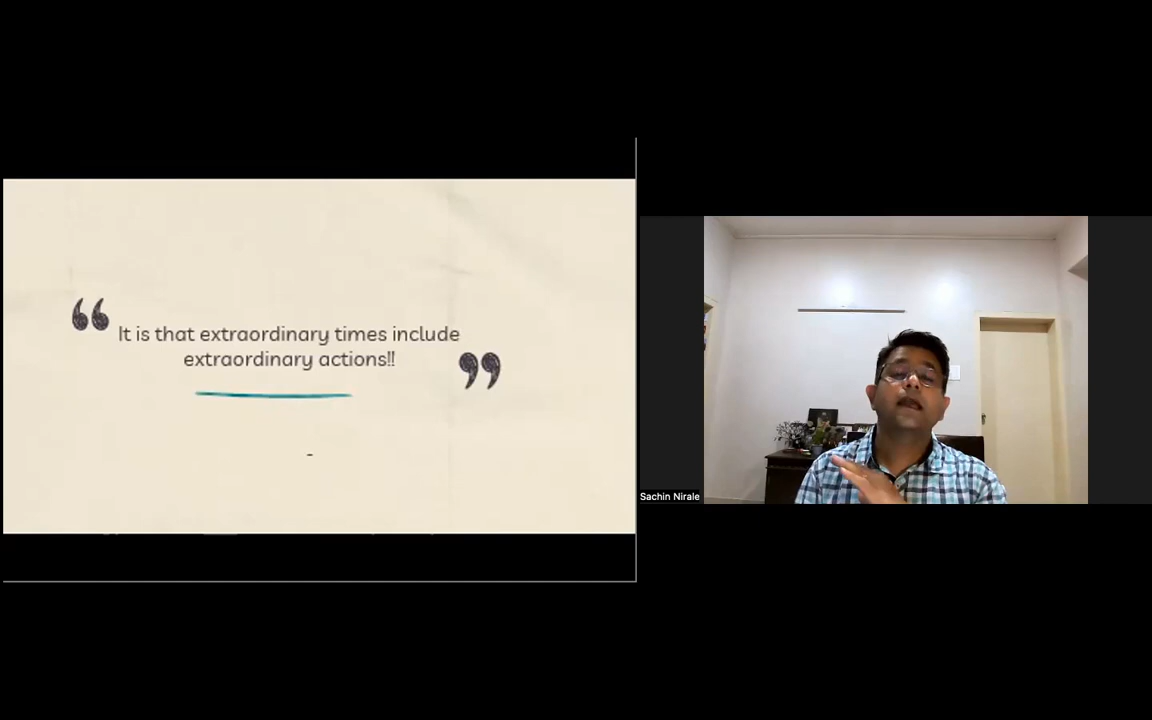 “ It is that extraordinary times include
extraordinary actions!! ”
-
Sachin Nirale